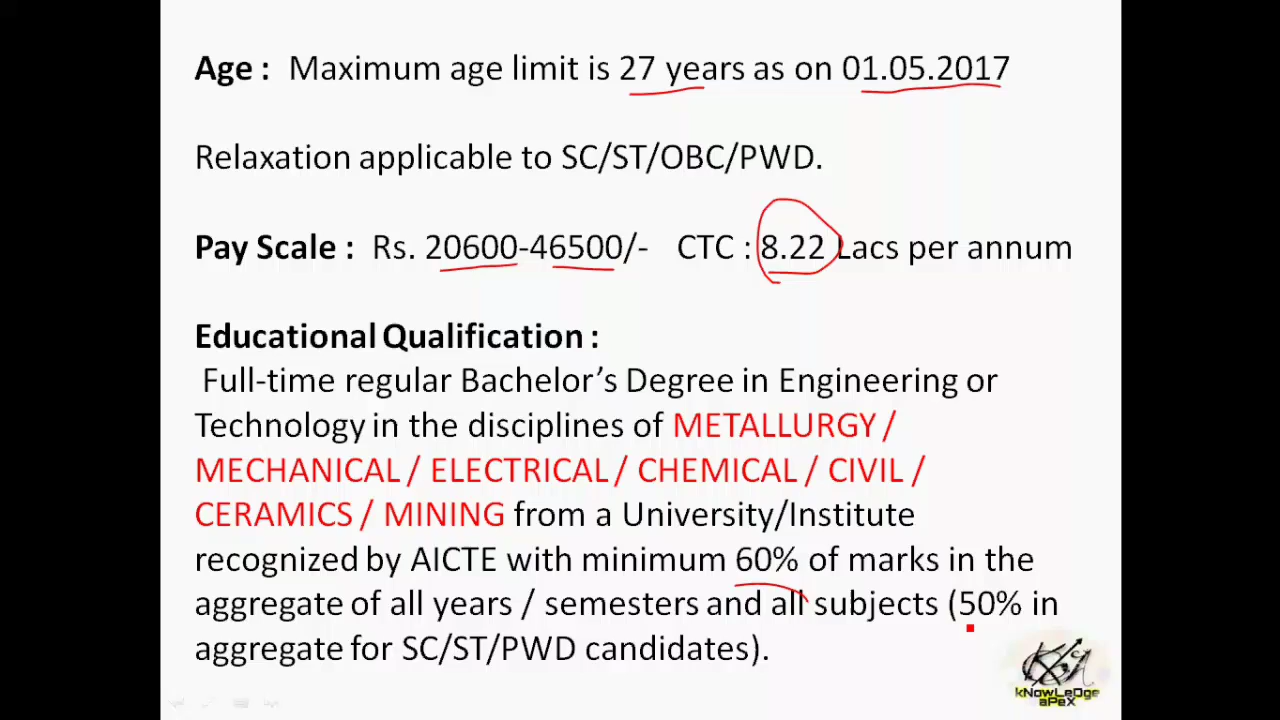 Age : Maximum age limit is 27 years as on 01.05.2017
Relaxation applicable to SC/ST/OBC/PWD.
Pay Scale : Rs. 20600-46500/- CTC : 8.22 Lacs per annum
Educational Qualification :
Full-time regular Bachelor’s Degree in Engineering or
Technology in the disciplines of METALLURGY /
MECHANICAL / ELECTRICAL / CHEMICAL / CIVIL /
CERAMICS / MINING from a University/Institute
recognized by AICTE with minimum 60% of marks in the
aggregate of all years / semesters and all subjects (50% in
aggregate for SC/ST/PWD candidates).
kNowLeDge
aPeX